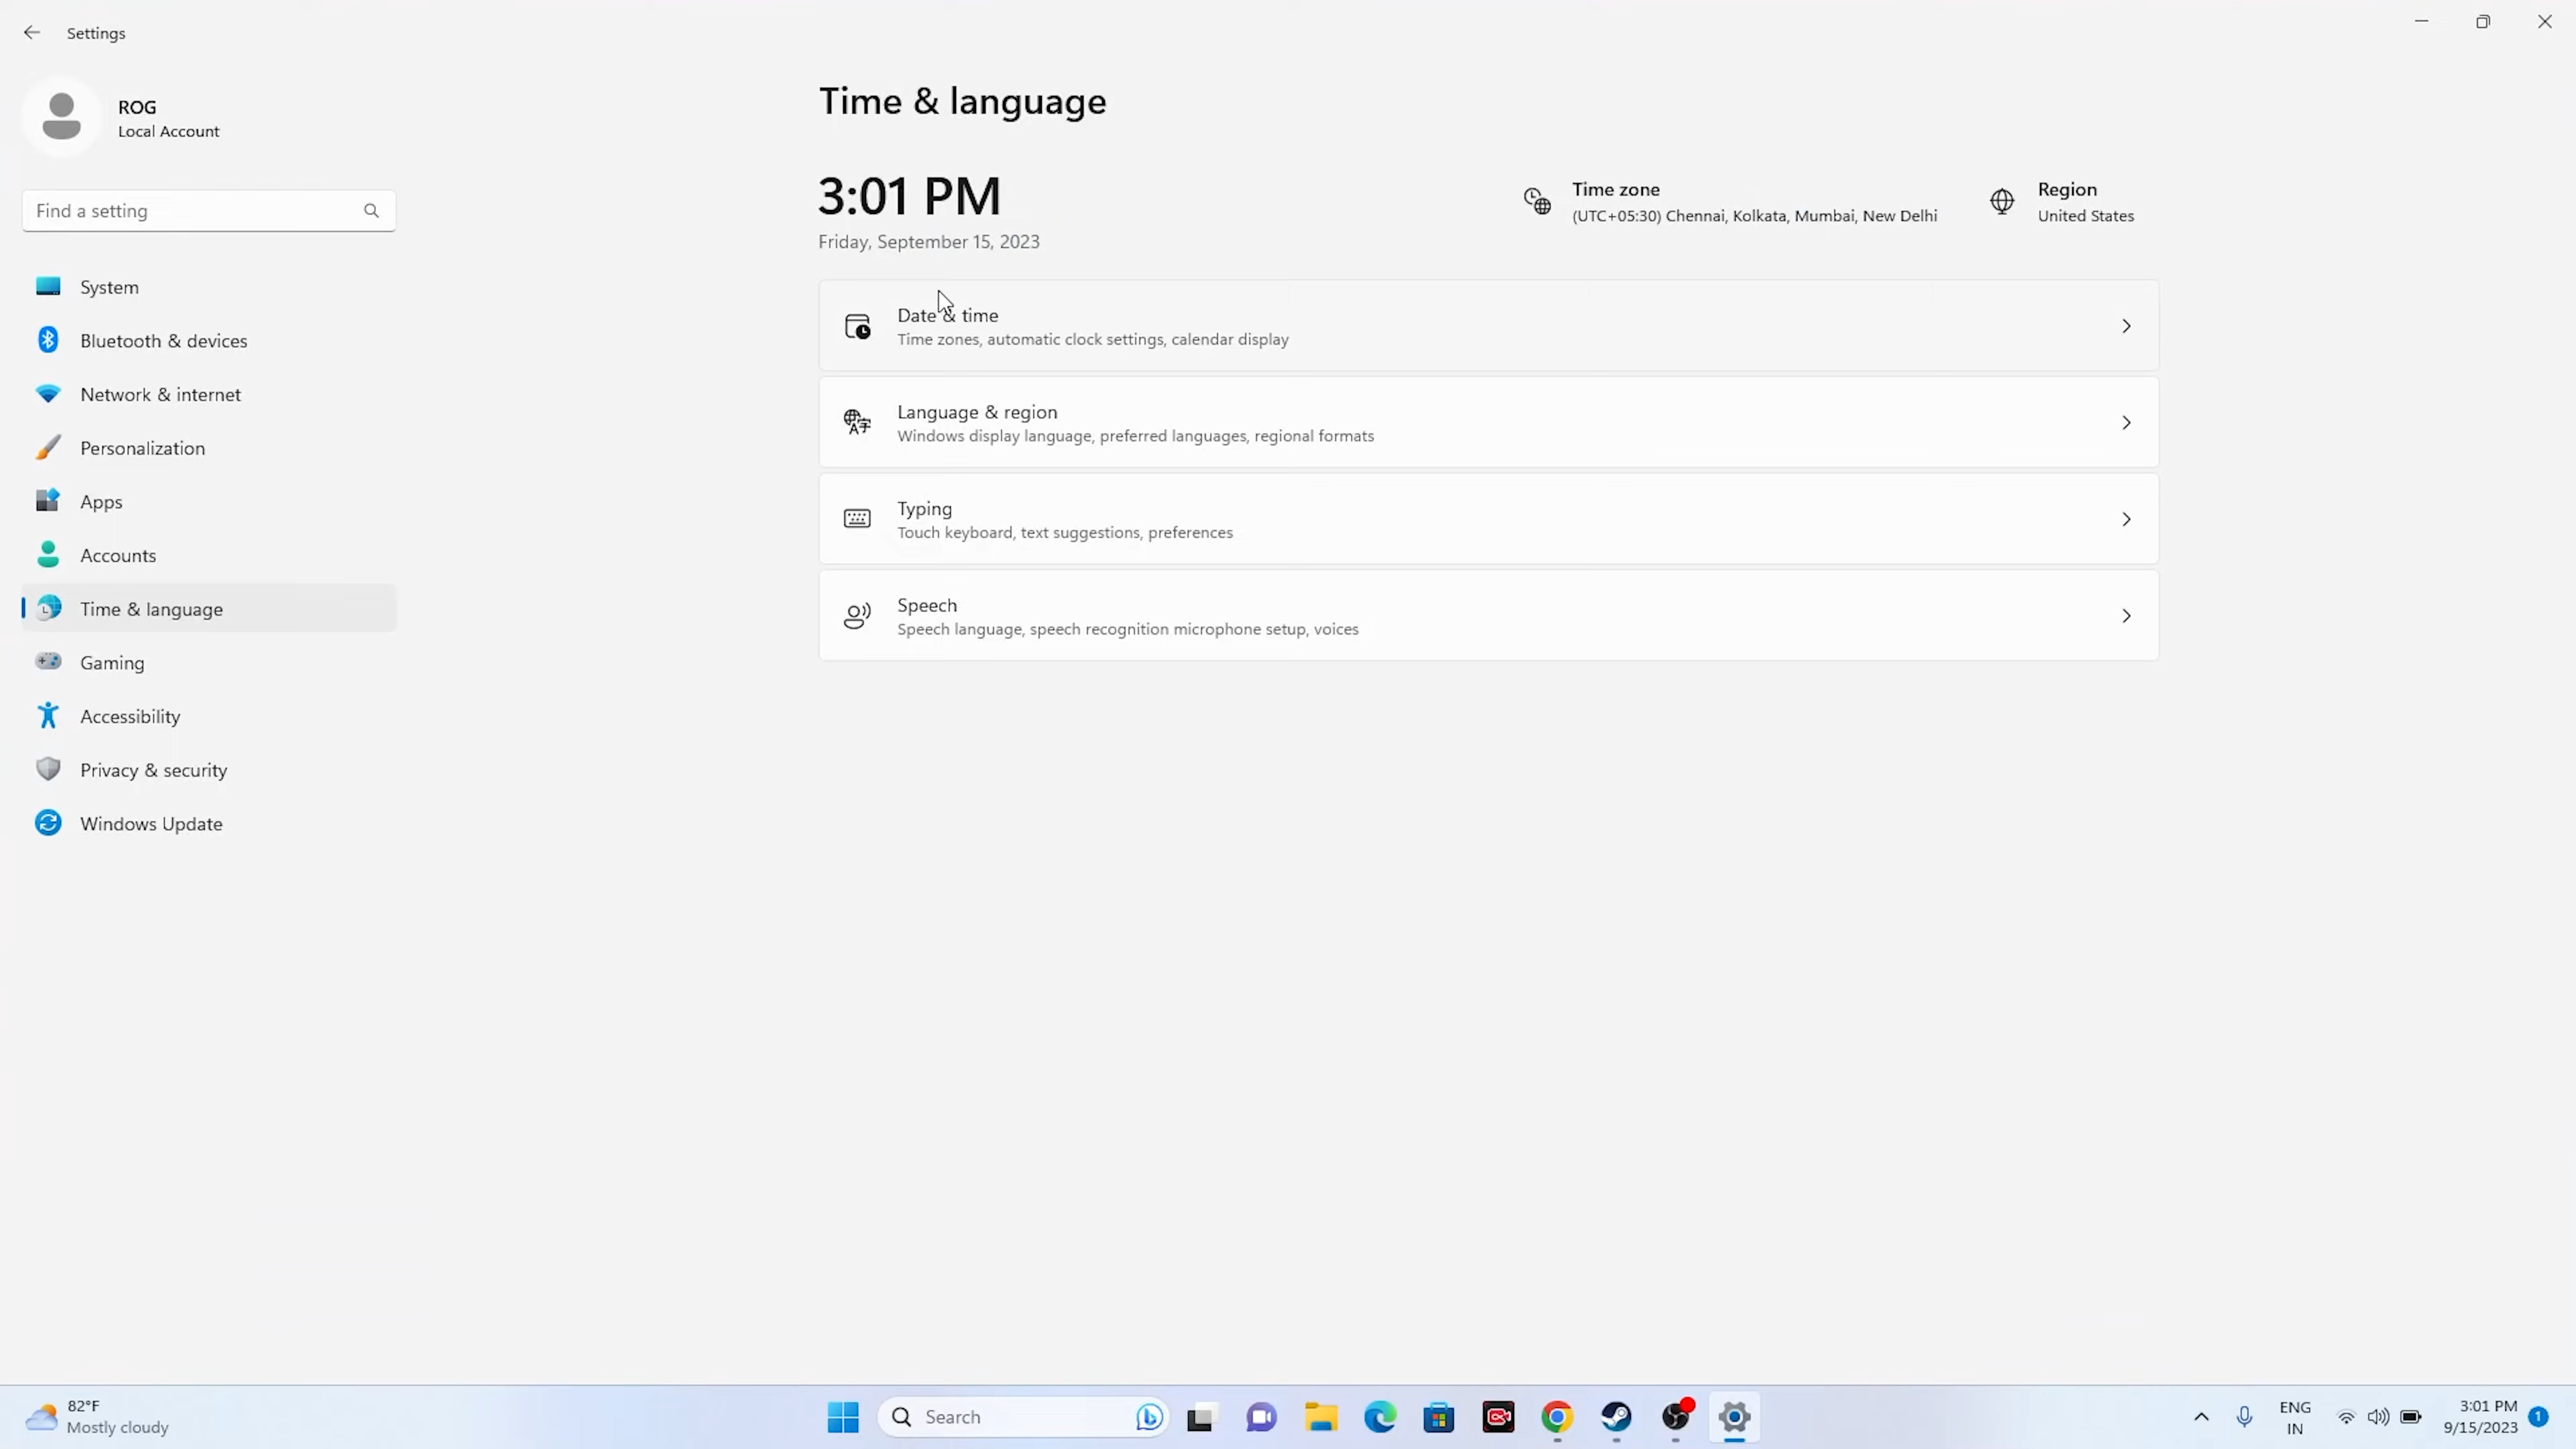 Settings
ROG
Local Account
Find a setting
System
Bluetooth & devices
Network & internet
Personalization
Apps
Accounts
Time & language
Gaming
Accessibility
Privacy & security
Windows Update
Time & language
3:01 PM
Friday, September 15, 2023
Time zone
(UTC+05:30) Chennai, Kolkata, Mumbai, New Delhi
Region
United States
Date & time
Time zones, automatic clock settings, calendar display
Language & region
Windows display language, preferred languages, regional formats
Typing
Touch keyboard, text suggestions, preferences
Speech
Speech language, speech recognition microphone setup, voices
82°F
Mostly cloudy
Search
ENG
IN
3:01 PM
9/15/2023
1